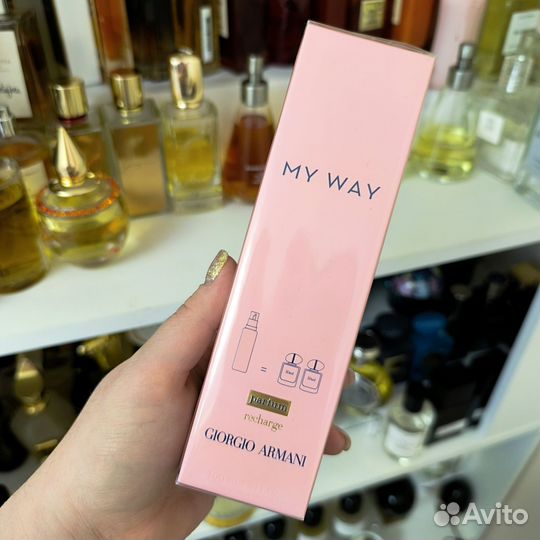 MY WAY
=
parfum
recharge
GIORGIO ARMANI
Avito